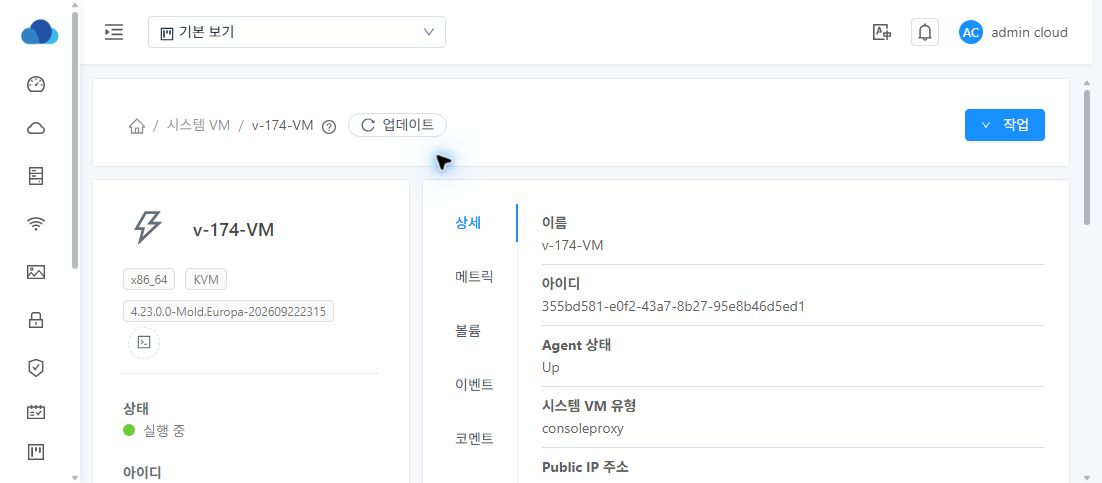 기본 보기
AC admin cloud
/ 시스템 VM / v-174-VM 업데이트
작업
v-174-VM
x86_64 KVM
4.23.0.0-Mold.Europa-202609222315
상태
실행 중
아이디
상세
메트릭
볼륨
이벤트
코멘트
이름
v-174-VM
아이디
355bd581-e0f2-43a7-8b27-95e8b46d5ed1
Agent 상태
Up
시스템 VM 유형
consoleproxy
Public IP 주소